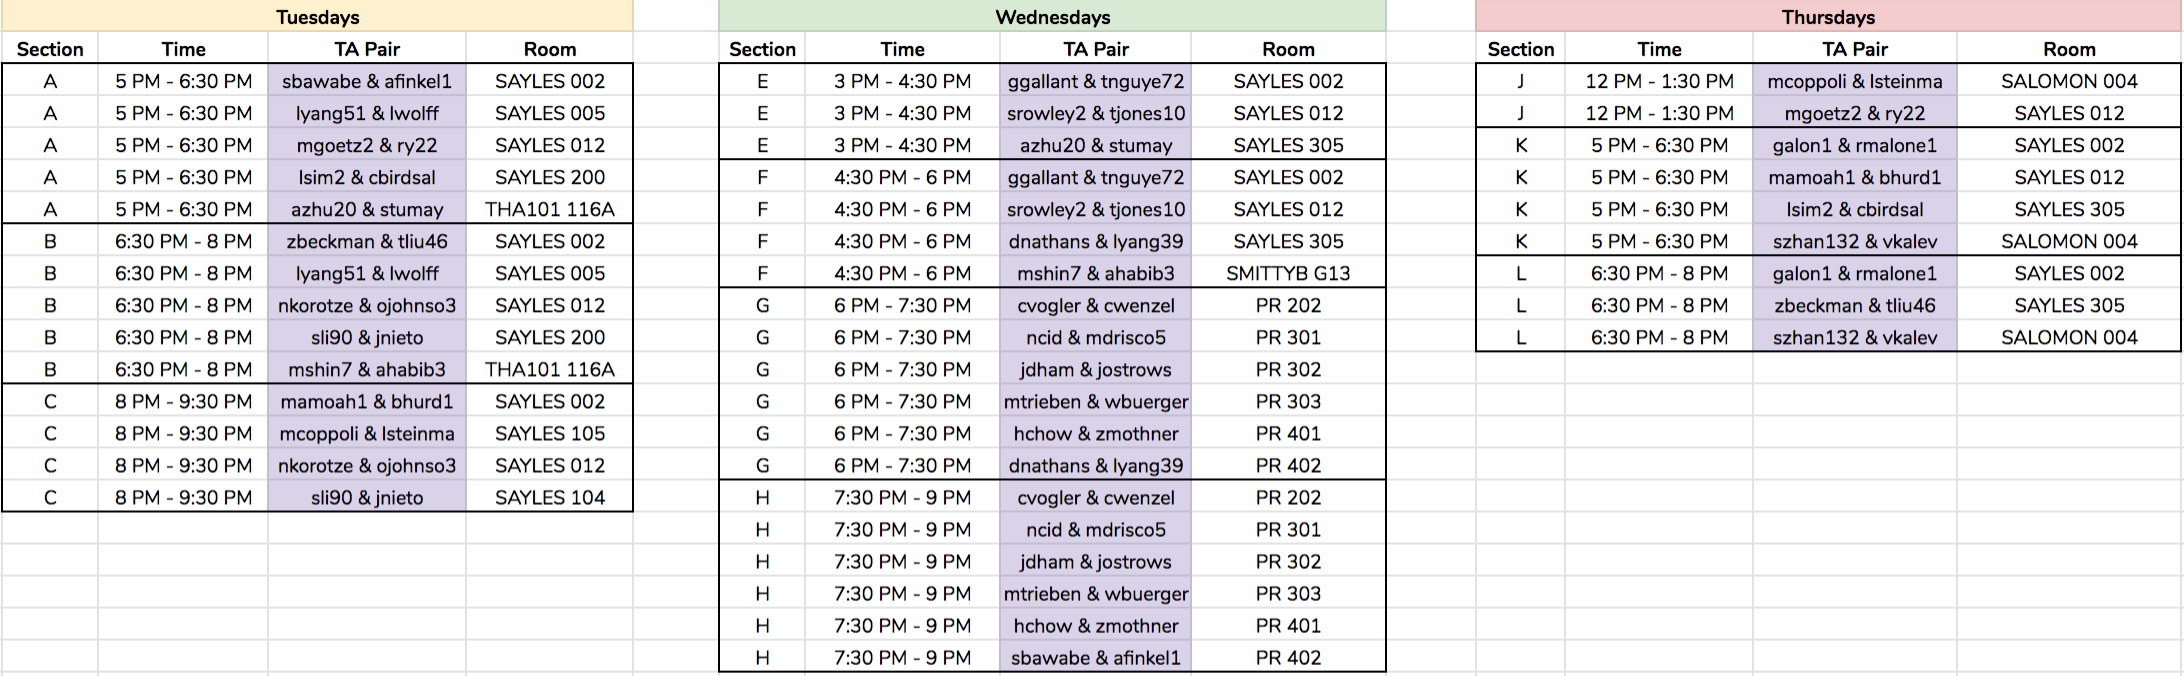 Tuesdays Wednesdays Thursdays
Section Time TA Pair Room Section Time TA Pair Room Section Time TA Pair Room
A 5 PM - 6:30 PM sbawabe & afinkel1 SAYLES 002 E 3 PM - 4:30 PM ggallant & tnguye72 SAYLES 002 J 12 PM - 1:30 PM mcoppoli & lsteinma SALOMON 004
A 5 PM - 6:30 PM lyang51 & lwolff SAYLES 005 E 3 PM - 4:30 PM srowley2 & tjones10 SAYLES 012 J 12 PM - 1:30 PM mgoetz2 & ry22 SAYLES 012
A 5 PM - 6:30 PM mgoetz2 & ry22 SAYLES 012 E 3 PM - 4:30 PM azhu20 & stumay SAYLES 305 K 5 PM - 6:30 PM galon1 & rmalone1 SAYLES 002
A 5 PM - 6:30 PM lsim2 & cbirdsal SAYLES 200 F 4:30 PM - 6 PM ggallant & tnguye72 SAYLES 002 K 5 PM - 6:30 PM mamoah1 & bhurd1 SAYLES 012
A 5 PM - 6:30 PM azhu20 & stumay THA101 116A F 4:30 PM - 6 PM srowley2 & tjones10 SAYLES 012 K 5 PM - 6:30 PM lsim2 & cbirdsal SAYLES 305
B 6:30 PM - 8 PM zbeckman & tliu46 SAYLES 002 F 4:30 PM - 6 PM dnathans & lyang39 SAYLES 305 K 5 PM - 6:30 PM szhan132 & vkalev SALOMON 004
B 6:30 PM - 8 PM lyang51 & lwolff SAYLES 005 F 4:30 PM - 6 PM mshin7 & ahabib3 SMITTYB G13 L 6:30 PM - 8 PM galon1 & rmalone1 SAYLES 002
B 6:30 PM - 8 PM nkorotze & ojohnso3 SAYLES 012 G 6 PM - 7:30 PM cvogler & cwenzel PR 202 L 6:30 PM - 8 PM zbeckman & tliu46 SAYLES 305
B 6:30 PM - 8 PM sli90 & jnieto SAYLES 200 G 6 PM - 7:30 PM ncid & mdrisco5 PR 301 L 6:30 PM - 8 PM szhan132 & vkalev SALOMON 004
B 6:30 PM - 8 PM mshin7 & ahabib3 THA101 116A G 6 PM - 7:30 PM jdham & jostrows PR 302
C 8 PM - 9:30 PM mamoah1 & bhurd1 SAYLES 002 G 6 PM - 7:30 PM mtrieben & wbuerger PR 303
C 8 PM - 9:30 PM mcoppoli & lsteinma SAYLES 105 G 6 PM - 7:30 PM hchow & zmothner PR 401
C 8 PM - 9:30 PM nkorotze & ojohnso3 SAYLES 012 G 6 PM - 7:30 PM dnathans & lyang39 PR 402
C 8 PM - 9:30 PM sli90 & jnieto SAYLES 104 H 7:30 PM - 9 PM cvogler & cwenzel PR 202
H 7:30 PM - 9 PM ncid & mdrisco5 PR 301
H 7:30 PM - 9 PM jdham & jostrows PR 302
H 7:30 PM - 9 PM mtrieben & wbuerger PR 303
H 7:30 PM - 9 PM hchow & zmothner PR 401
H 7:30 PM - 9 PM sbawabe & afinkel1 PR 402